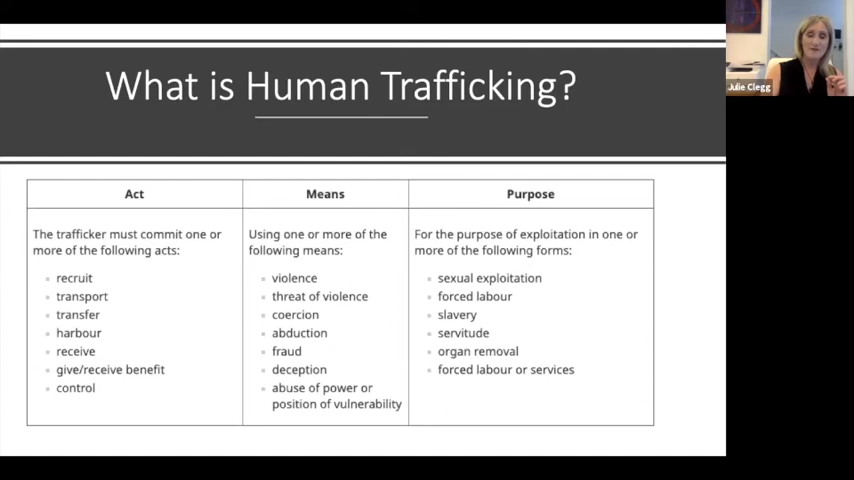 What is Human Trafficking?
Julie Clegg
Act
Means
Purpose
The trafficker must commit one or
more of the following acts:
recruit
transport
transfer
harbour
receive
give/receive benefit
control
Using one or more of the
following means:
violence
threat of violence
coercion
abduction
fraud
deception
abuse of power or
position of vulnerability
For the purpose of exploitation in one or
more of the following forms:
sexual exploitation
forced labour
slavery
servitude
organ removal
forced labour or services